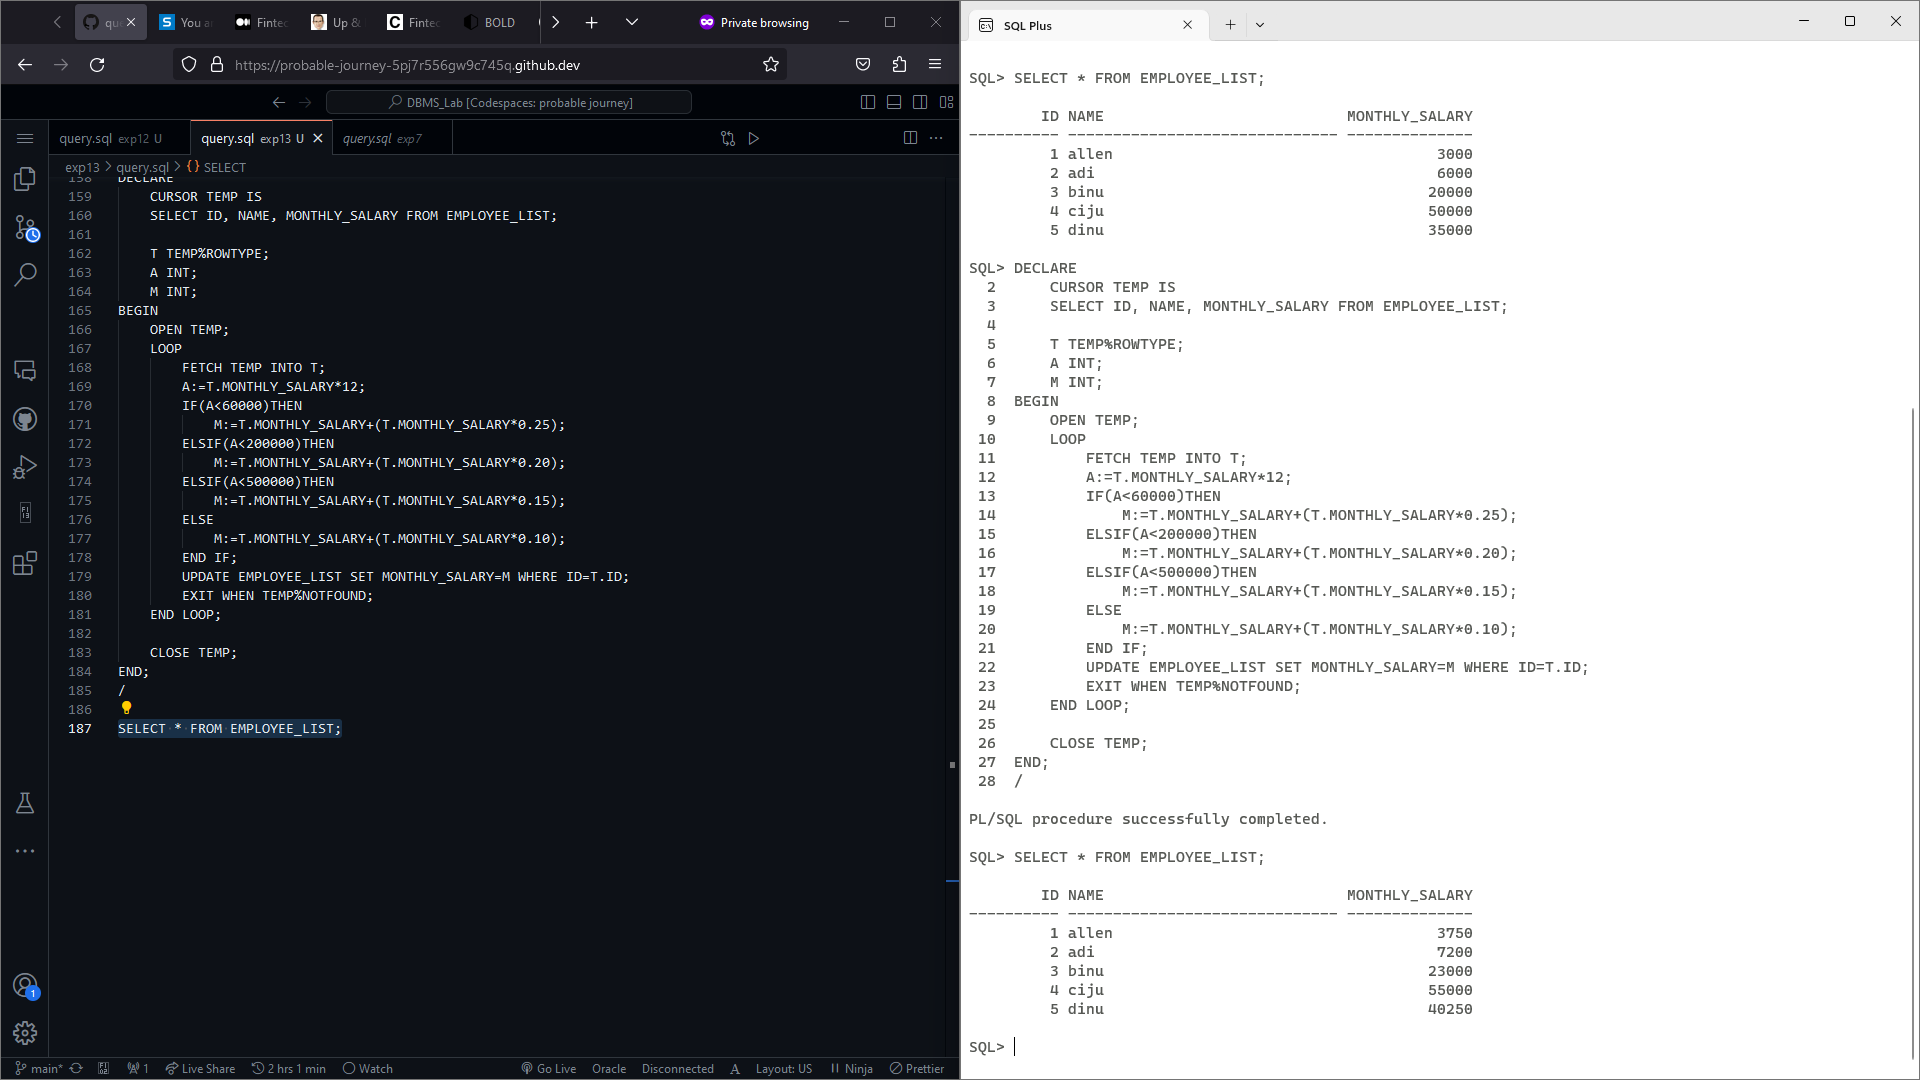 que
You a
Finte
Up &
Finte
BOLD
Private browsing
https://probable-journey-5pj7r556gw9c745q.github.dev
DBMS_Lab [Codespaces: probable journey]
query.sql exp12 U
query.sql exp13 U
query.sql exp7
exp13 > query.sql > {} SELECT
158 DECLARE
159 CURSOR TEMP IS
160 SELECT ID, NAME, MONTHLY_SALARY FROM EMPLOYEE_LIST;
161
162 T TEMP%ROWTYPE;
163 A INT;
164 M INT;
165 BEGIN
166 OPEN TEMP;
167 LOOP
168 FETCH TEMP INTO T;
169 A:=T.MONTHLY_SALARY*12;
170 IF(A<60000)THEN
171 M:=T.MONTHLY_SALARY+(T.MONTHLY_SALARY*0.25);
172 ELSIF(A<200000)THEN
173 M:=T.MONTHLY_SALARY+(T.MONTHLY_SALARY*0.20);
174 ELSIF(A<500000)THEN
175 M:=T.MONTHLY_SALARY+(T.MONTHLY_SALARY*0.15);
176 ELSE
177 M:=T.MONTHLY_SALARY+(T.MONTHLY_SALARY*0.10);
178 END IF;
179 UPDATE EMPLOYEE_LIST SET MONTHLY_SALARY=M WHERE ID=T.ID;
180 EXIT WHEN TEMP%NOTFOUND;
181 END LOOP;
182
183 CLOSE TEMP;
184 END;
185 /
186
187 SELECT * FROM EMPLOYEE_LIST;
1
main*
1
Live Share
2 hrs 1 min
Watch
Go Live
Oracle
Disconnected
A
Layout: US
Ninja
Prettier
SQL Plus
SQL> SELECT * FROM EMPLOYEE_LIST;
ID NAME MONTHLY_SALARY
---------- ------------------------------ --------------
1 allen 3000
2 adi 6000
3 binu 20000
4 ciju 50000
5 dinu 35000
SQL> DECLARE
2 CURSOR TEMP IS
3 SELECT ID, NAME, MONTHLY_SALARY FROM EMPLOYEE_LIST;
4
5 T TEMP%ROWTYPE;
6 A INT;
7 M INT;
8 BEGIN
9 OPEN TEMP;
10 LOOP
11 FETCH TEMP INTO T;
12 A:=T.MONTHLY_SALARY*12;
13 IF(A<60000)THEN
14 M:=T.MONTHLY_SALARY+(T.MONTHLY_SALARY*0.25);
15 ELSIF(A<200000)THEN
16 M:=T.MONTHLY_SALARY+(T.MONTHLY_SALARY*0.20);
17 ELSIF(A<500000)THEN
18 M:=T.MONTHLY_SALARY+(T.MONTHLY_SALARY*0.15);
19 ELSE
20 M:=T.MONTHLY_SALARY+(T.MONTHLY_SALARY*0.10);
21 END IF;
22 UPDATE EMPLOYEE_LIST SET MONTHLY_SALARY=M WHERE ID=T.ID;
23 EXIT WHEN TEMP%NOTFOUND;
24 END LOOP;
25
26 CLOSE TEMP;
27 END;
28 /
PL/SQL procedure successfully completed.
SQL> SELECT * FROM EMPLOYEE_LIST;
ID NAME MONTHLY_SALARY
---------- ------------------------------ --------------
1 allen 3750
2 adi 7200
3 binu 23000
4 ciju 55000
5 dinu 40250
SQL>